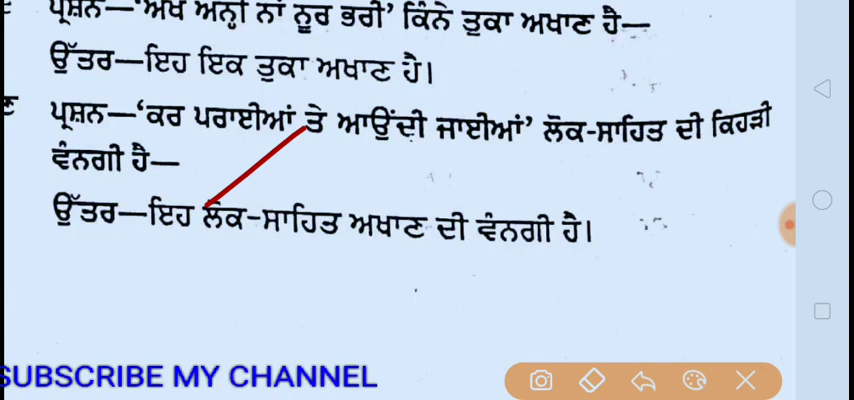 ਪ੍ਰਸ਼ਨ—'ਅੱਖ ਅਨ੍ਹੀ ਨਾਂ ਨੂਰ ਭਰੀ' ਕਿੰਨੇ ਤੁਕਾ ਅਖਾਣ ਹੈ—
ਉੱਤਰ—ਇਹ ਇਕ ਤੁਕਾ ਅਖਾਣ ਹੈ।
ਪ੍ਰਸ਼ਨ—'ਕਰ ਪਰਾਈਆਂ ਤੇ ਆਉਂਦੀ ਜਾਈਆਂ' ਲੋਕ-ਸਾਹਿਤ ਦੀ ਕਿਹੜੀ
ਵੰਨਗੀ ਹੈ—
ਉੱਤਰ—ਇਹ ਲੋਕ-ਸਾਹਿਤ ਅਖਾਣ ਦੀ ਵੰਨਗੀ ਹੈ।
SUBSCRIBE MY CHANNEL